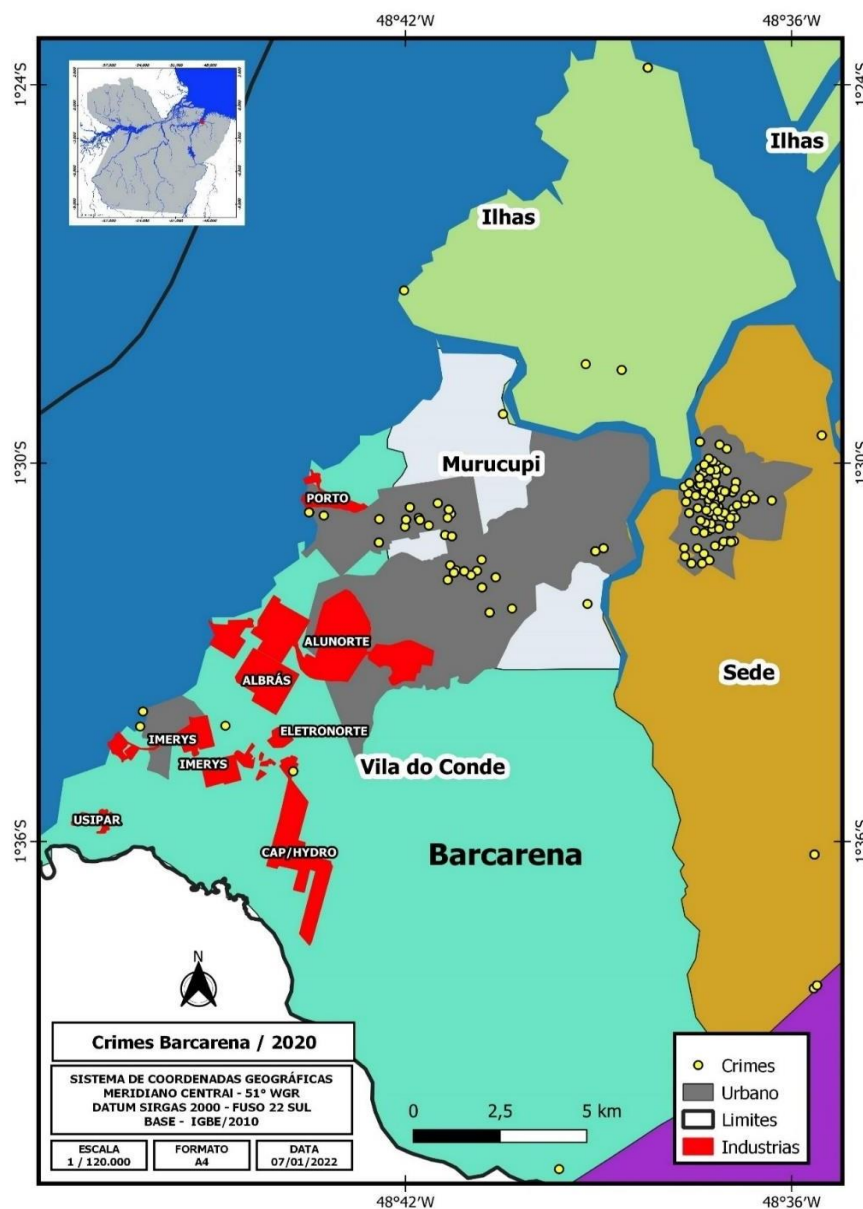 48°42'W 48°36'W
1°24'S 1°24'S
Ilhas
Ilhas
1°30'S 1°30'S
Murucupi
PORTO
ALUNORTE
ALBRÁS
Sede
ELETRONORTE
IMERYS
IMERYS
Vila do Conde
USIPAR
1°36'S 1°36'S
Barcarena
CAP/HYDRO
N
Crimes Barcarena / 2020
SISTEMA DE COORDENADAS GEOGRÁFICAS
MERIDIANO CENTRAl - 51° WGR
DATUM SIRGAS 2000 - FUSO 22 SUL
BASE - IGBE/2010
ESCALA
1 / 120.000
FORMATO
A4
DATA
07/01/2022
0 2,5 5 km
Crimes
Urbano
Limites
Industrias
48°42'W 48°36'W